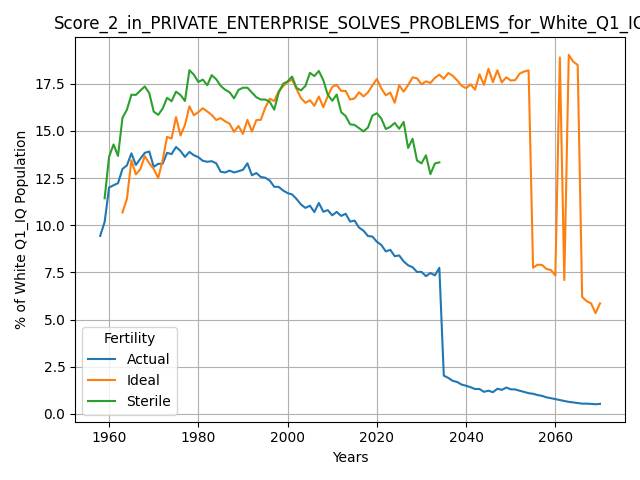 Score_2_in_PRIVATE_ENTERPRISE_SOLVES_PROBLEMS_for_White_Q1_IQ
% of White Q1_IQ Population
17.5
15.0
12.5
10.0
7.5
5.0
2.5
0.0
Fertility
Actual
Ideal
Sterile
1960 1980 2000 2020 2040 2060
Years